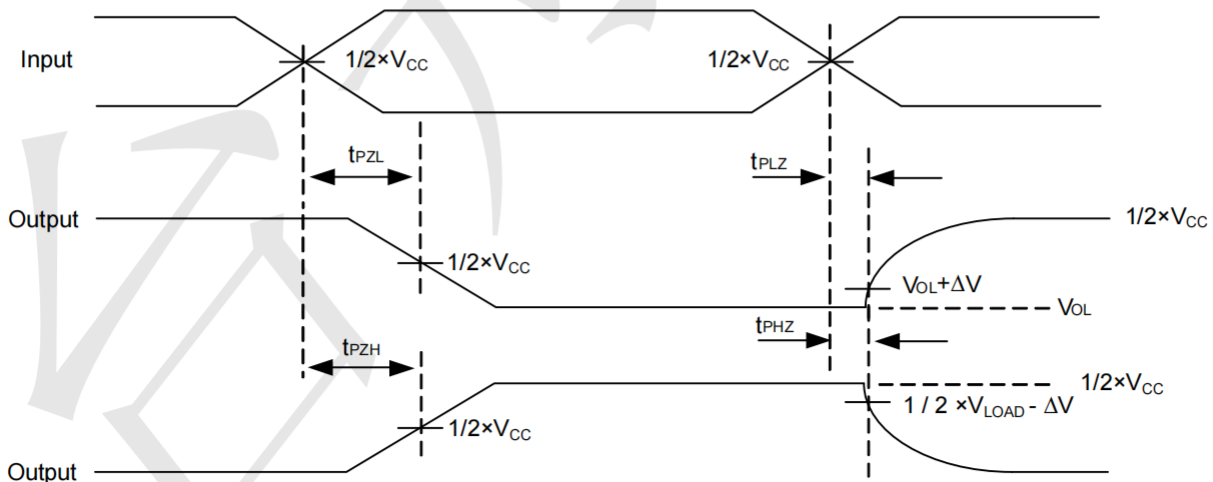 Input
1/2×VCC
1/2×VCC
tPZL
tPLZ
Output
1/2×VCC
1/2×VCC
VOL+ΔV
VOL
tPHZ
tPZH
1/2×VCC
1 / 2 ×VLOAD - ΔV
1/2×VCC
Output